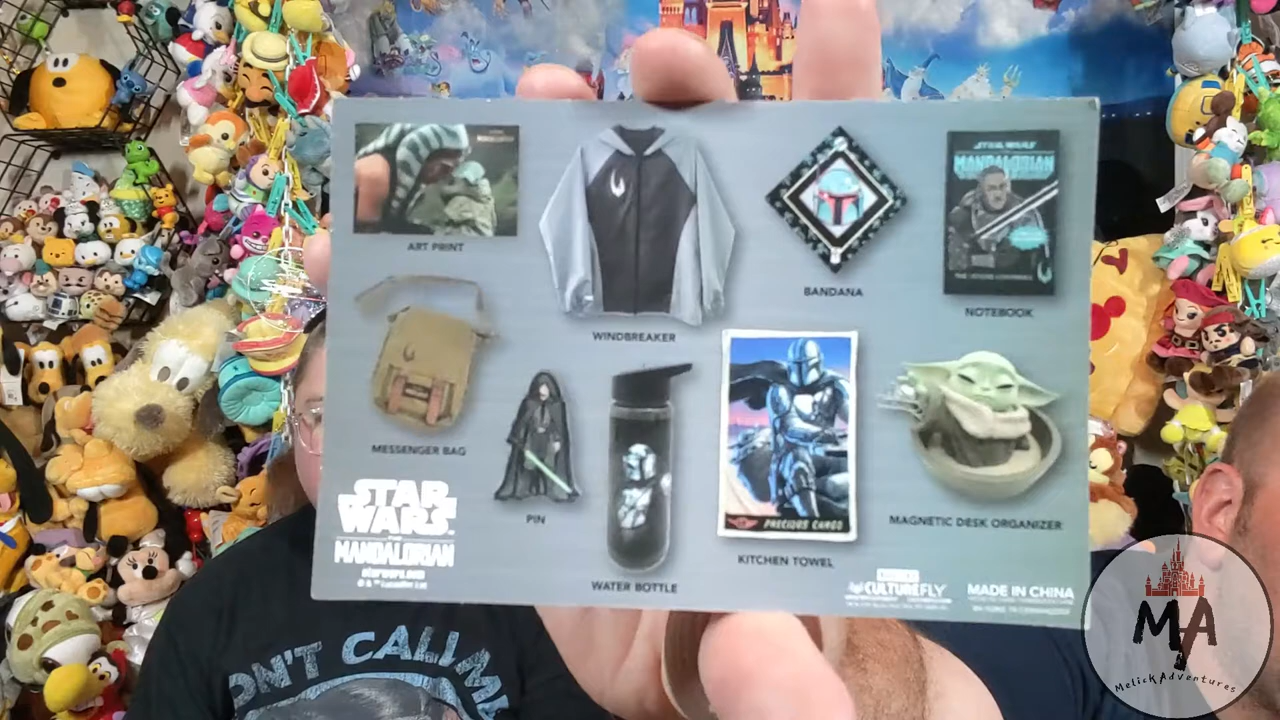 ART PRINT
WINDBREAKER
BANDANA
STAR WARS
MANDALORIAN
NOTEBOOK
MESSENGER BAG
PIN
WATER BOTTLE
PRECIOUS CARGO
KITCHEN TOWEL
MAGNETIC DESK ORGANIZER
STAR
WARS
THE
MANDALORIAN
CULTUREFLY
MADE IN CHINA
DON'T CALL M
MA
MelickAdventures